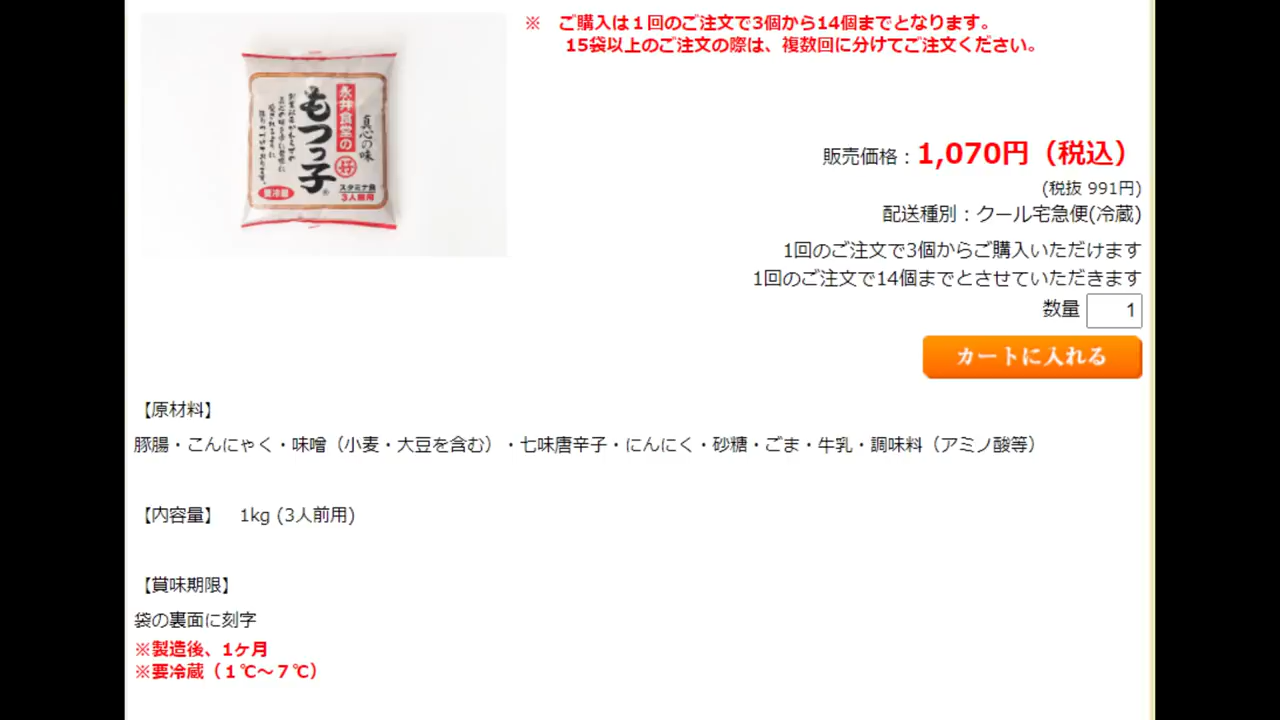 ※　ご購入は１回のご注文で3個から14個までとなります。
15袋以上のご注文の際は、複数回に分けてご注文ください。
真心の味
永井食堂の
もつっ子
®
要冷蔵
スタミナ食
3人前用
販売価格：1,070円（税込）
(税抜 991円)
配送種別：クール宅急便(冷蔵)
1回のご注文で3個からご購入いただけます
1回のご注文で14個までとさせていただきます
数量 1
カートに入れる
【原材料】
豚腸・こんにゃく・味噌（小麦・大豆を含む）・七味唐辛子・にんにく・砂糖・ごま・牛乳・調味料（アミノ酸等）
【内容量】　1kg (3人前用)
【賞味期限】
袋の裏面に刻字
※製造後、1ヶ月
※要冷蔵（１℃～７℃）